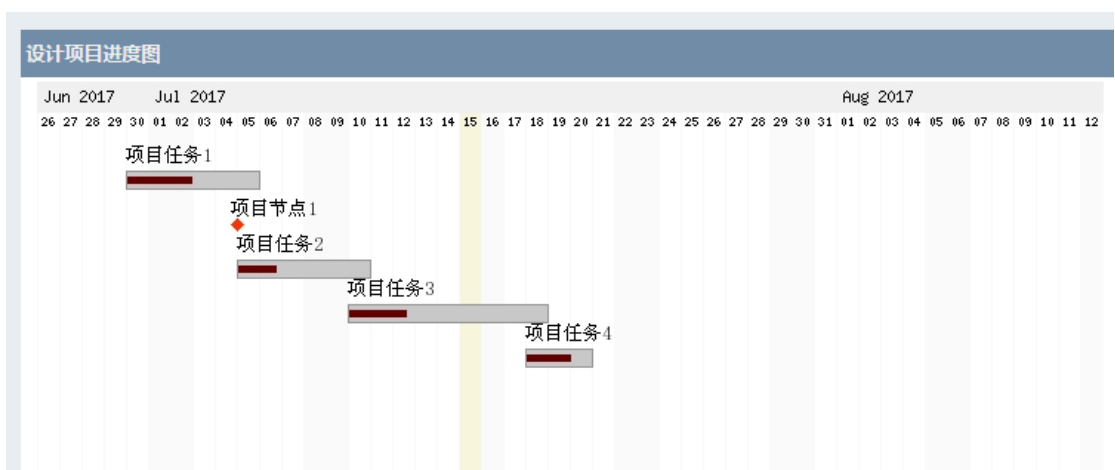 设计项目进度图
Jun 2017 Jul 2017 Aug 2017
26 27 28 29 30 01 02 03 04 05 06 07 08 09 10 11 12 13 14 15 16 17 18 19 20 21 22 23 24 25 26 27 28 29 30 31 01 02 03 04 05 06 07 08 09 10 11 12
项目任务1
项目节点1
项目任务2
项目任务3
项目任务4